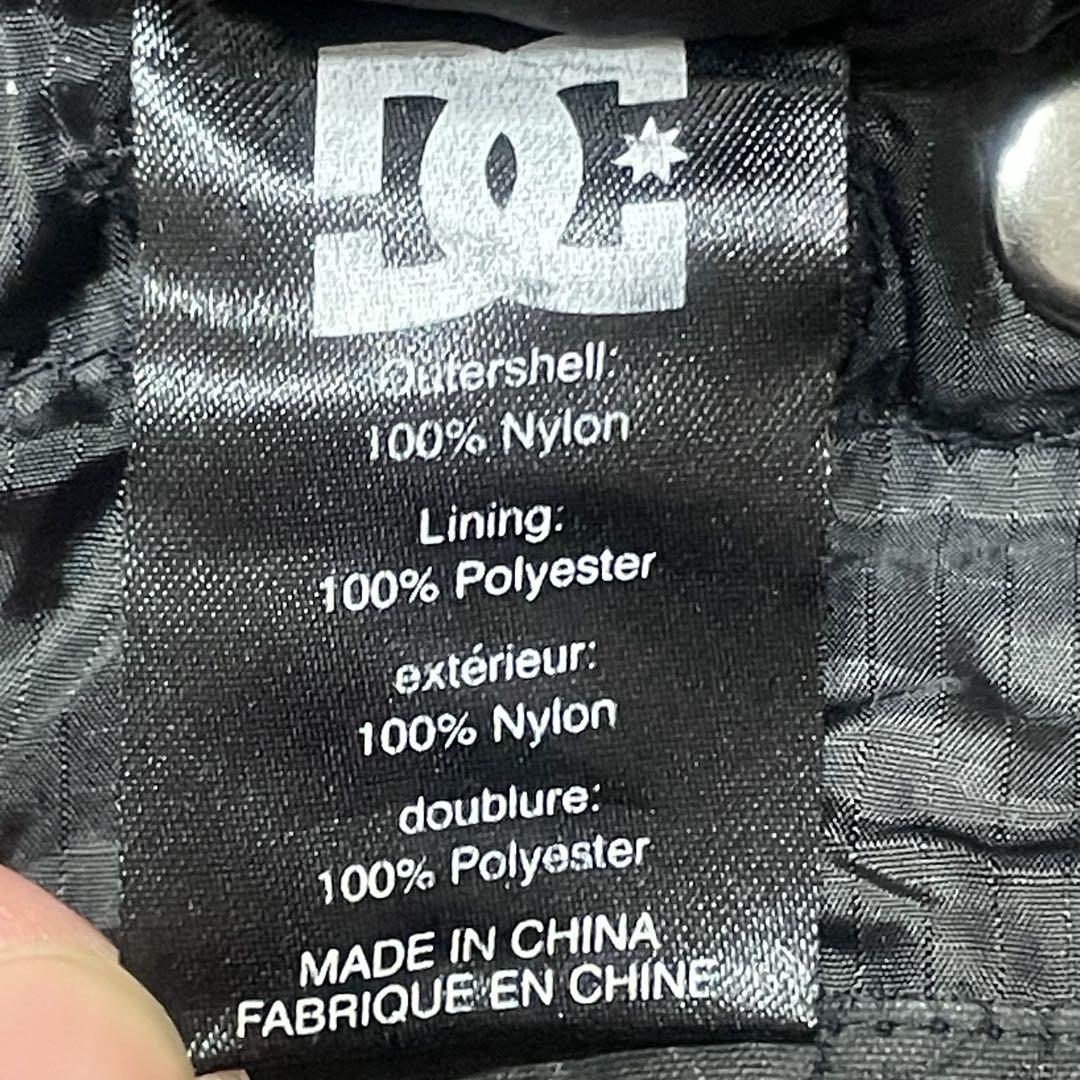 DC
Outershell:
100% Nylon
Lining:
100% Polyester
extérieur:
100% Nylon
doublure:
100% Polyester
MADE IN CHINA
FABRIQUE EN CHINE